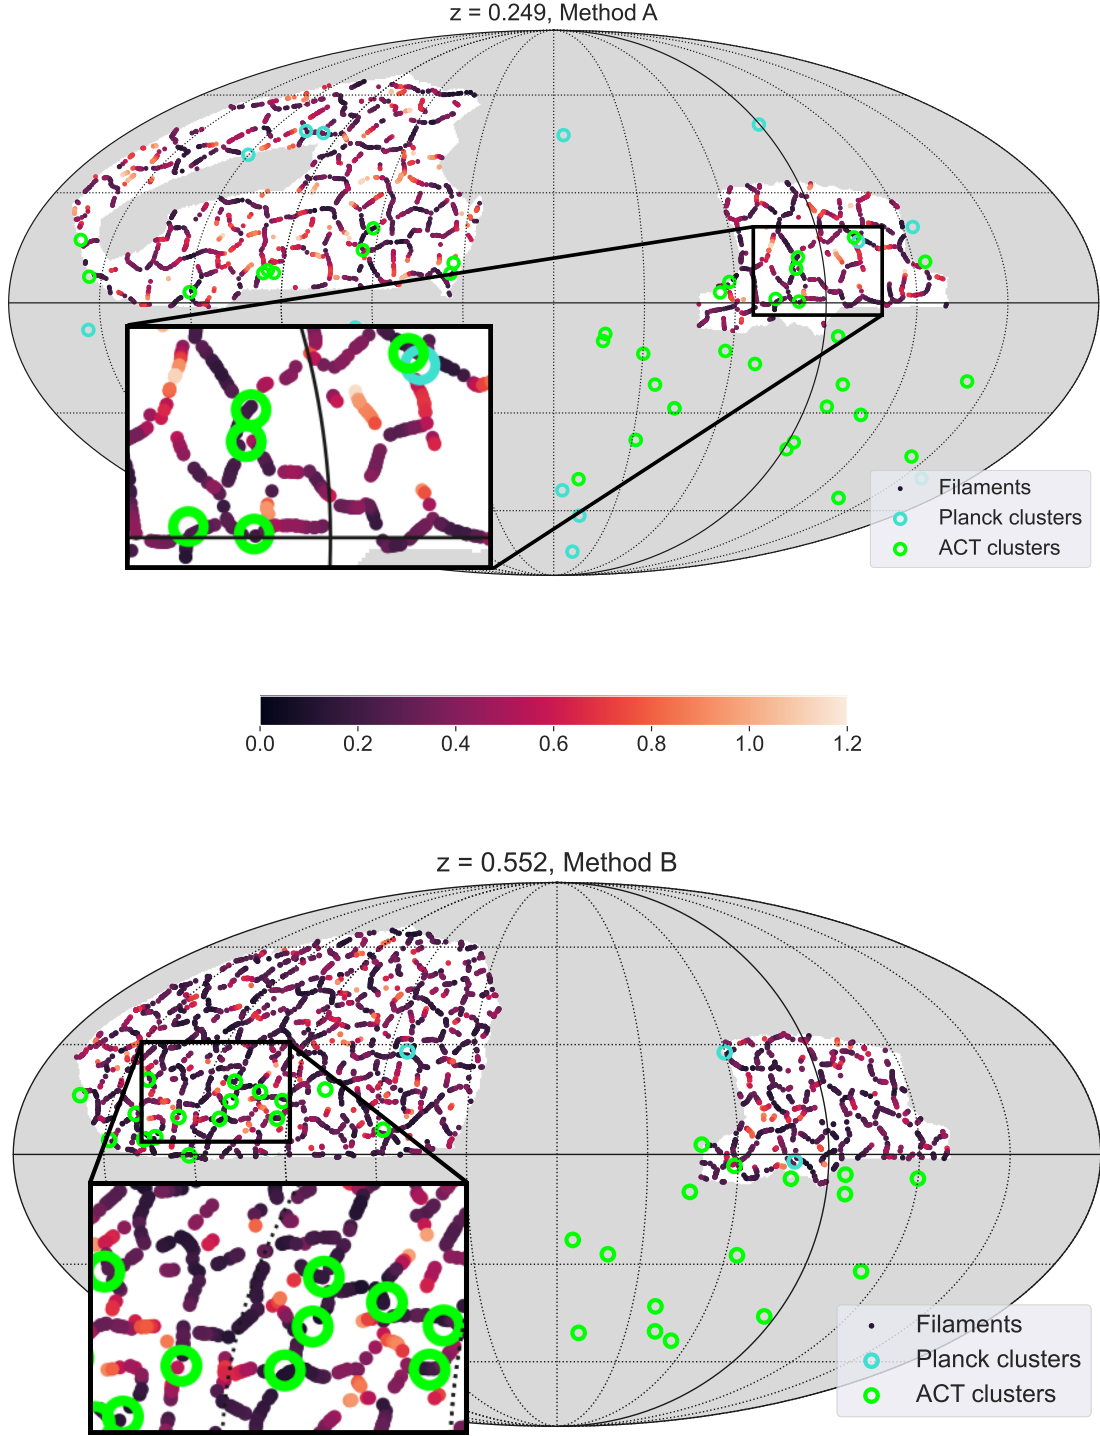 z = 0.249, Method A
Filaments
Planck clusters
ACT clusters
0.0 0.2 0.4 0.6 0.8 1.0 1.2
z = 0.552, Method B
Filaments
Planck clusters
ACT clusters